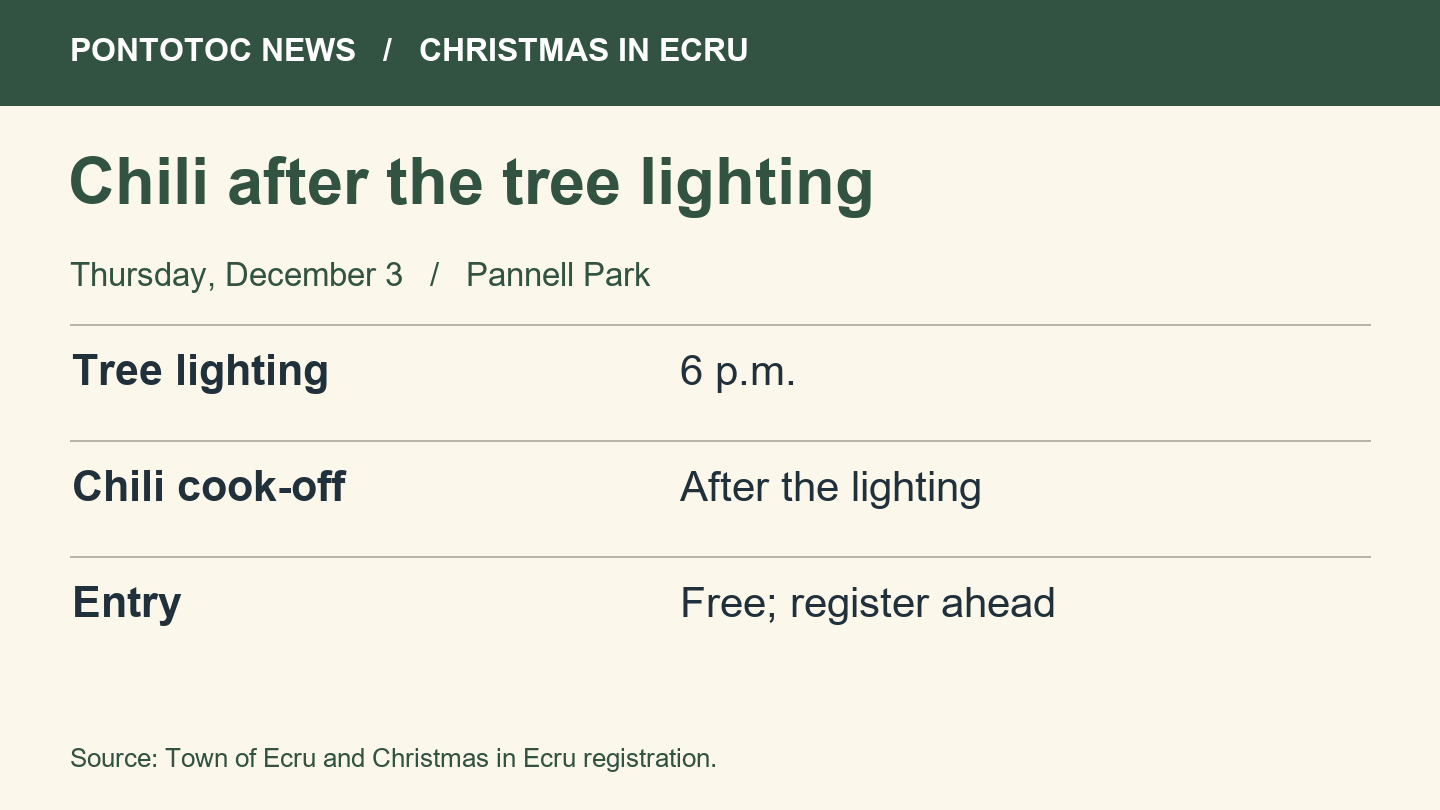 PONTOTOC NEWS / CHRISTMAS IN ECRU
Chili after the tree lighting
Thursday, December 3 / Pannell Park
Tree lighting 6 p.m.
Chili cook-off After the lighting
Entry Free; register ahead
Source: Town of Ecru and Christmas in Ecru registration.